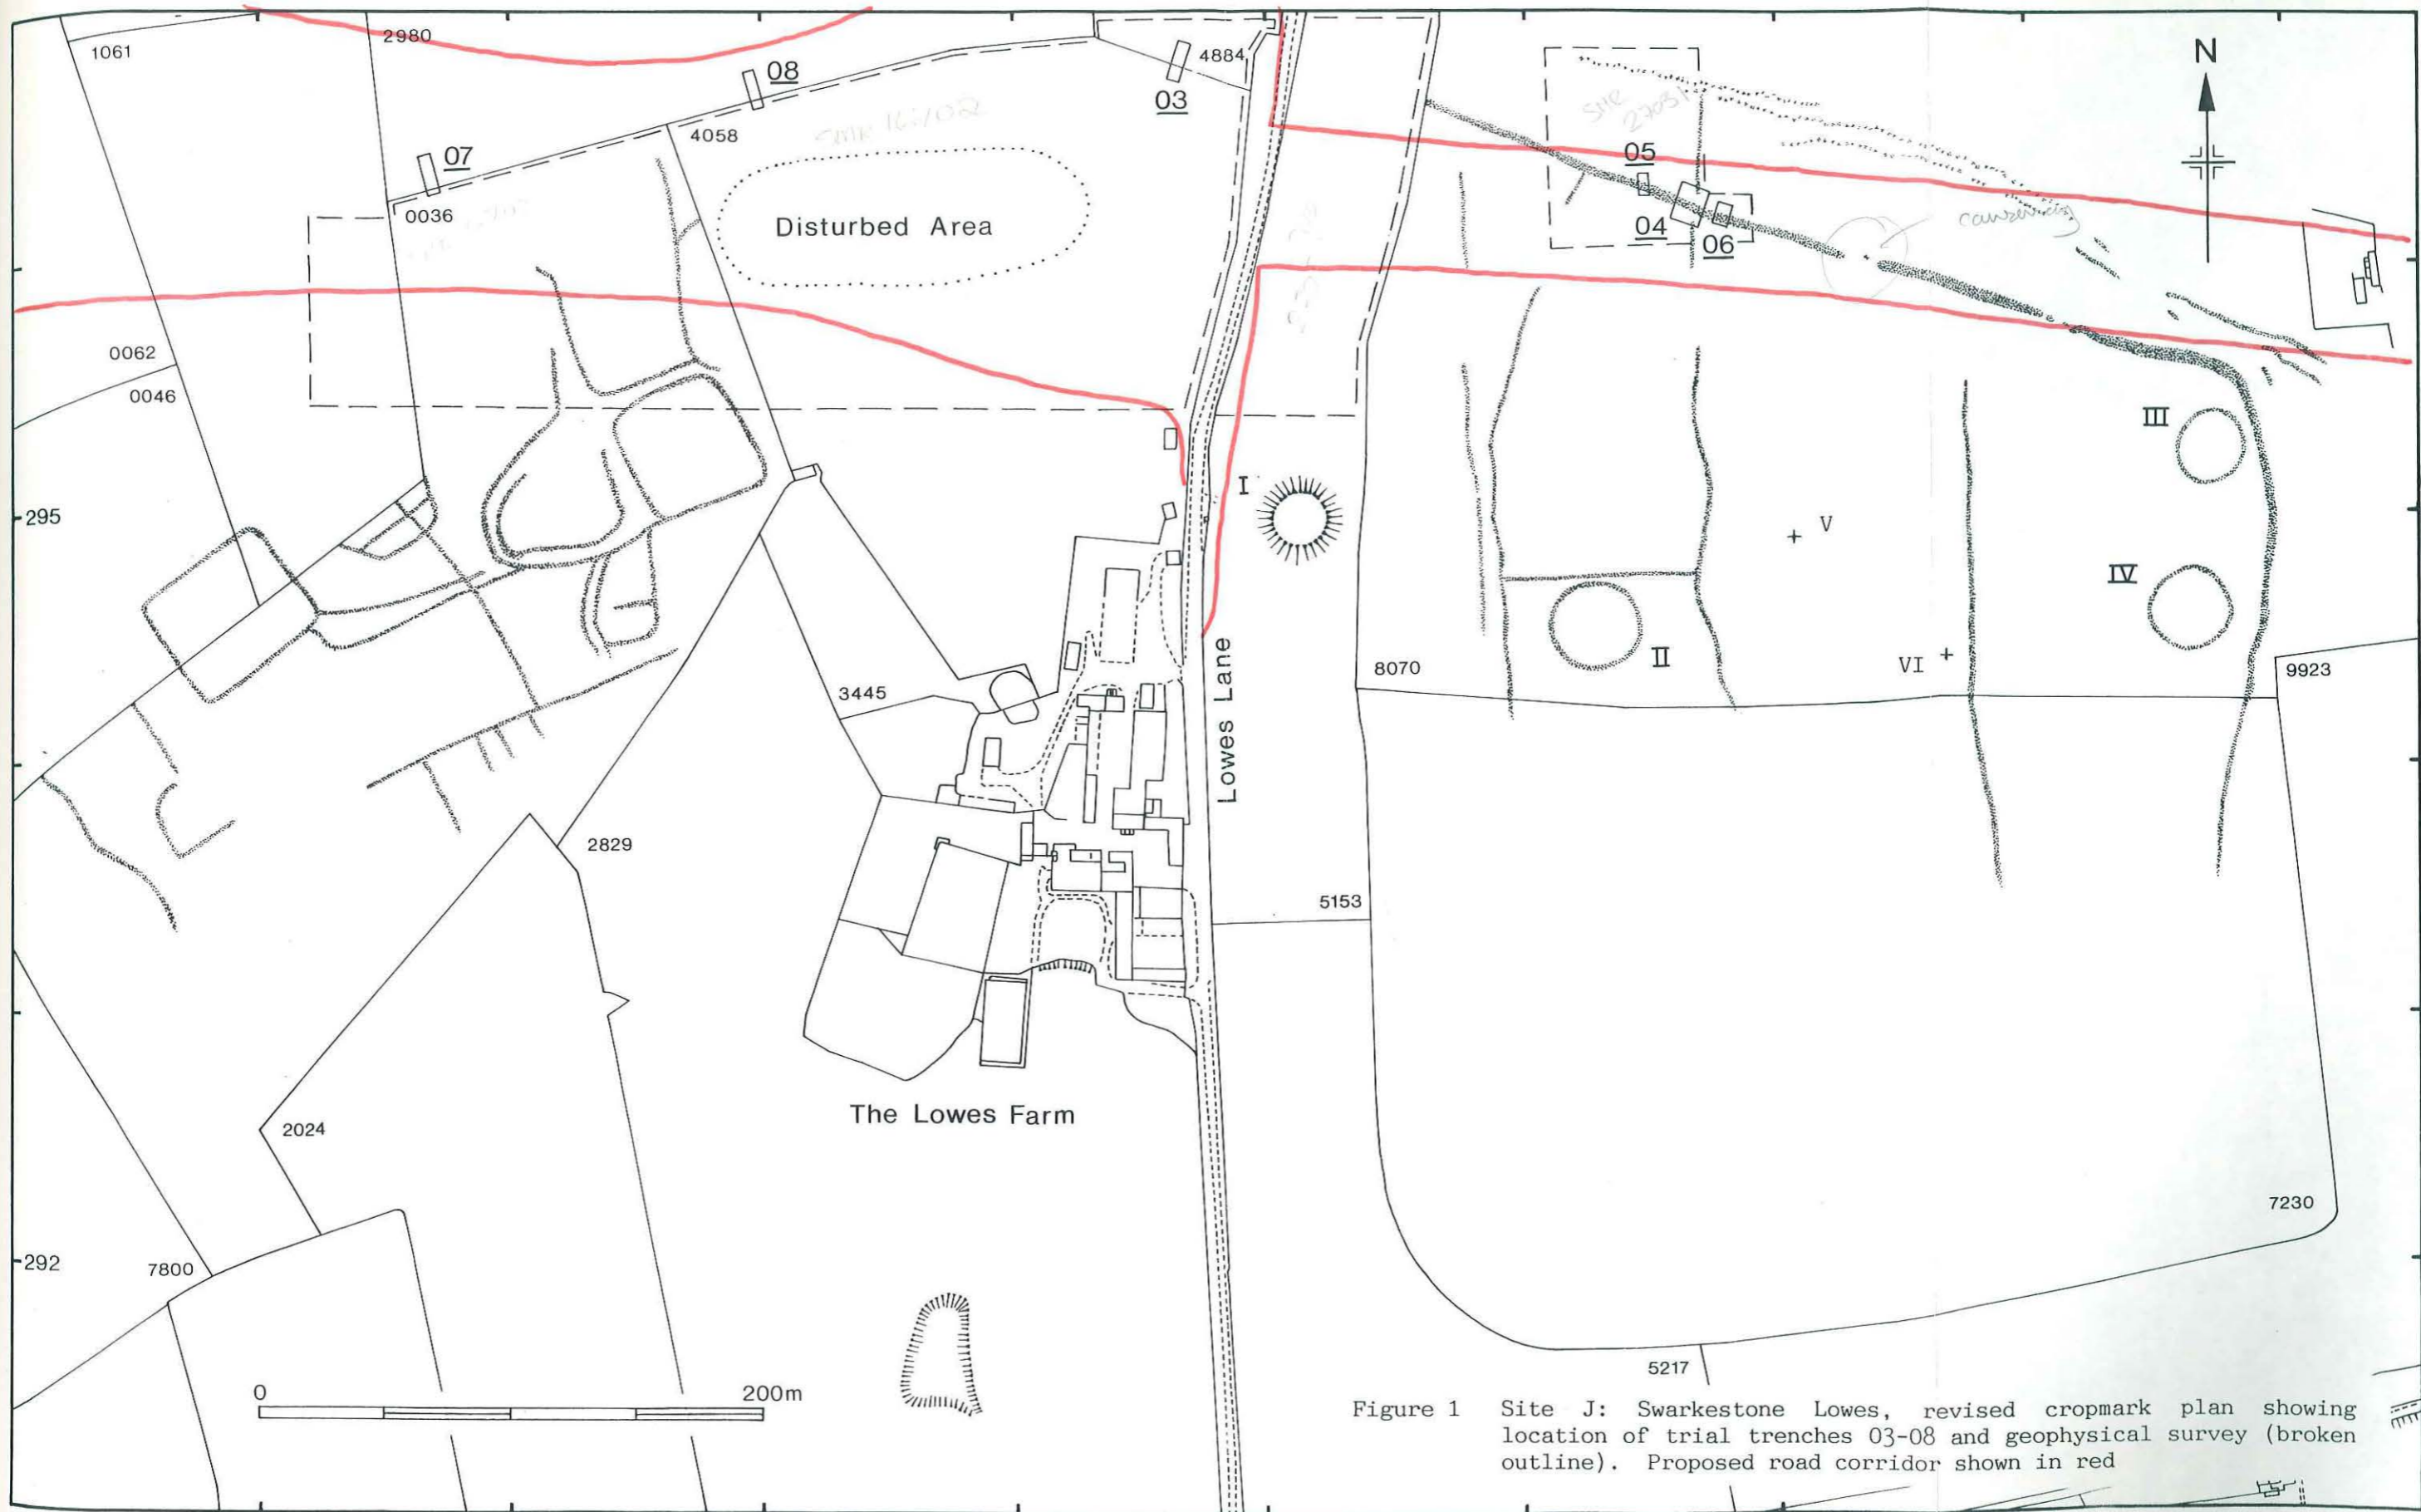 1061
2980
08
4884
03
N
SMR
27031
07
4058
05
0036
Disturbed Area
04
06
causeway
0062
0046
III
I
295
V
IV
II
VI
8070
9923
3445
Lowes Lane
2829
5153
The Lowes Farm
2024
7230
292
7800
5217
0 200m
Figure 1 Site J: Swarkestone Lowes, revised cropmark plan showing
location of trial trenches 03-08 and geophysical survey (broken
outline). Proposed road corridor shown in red